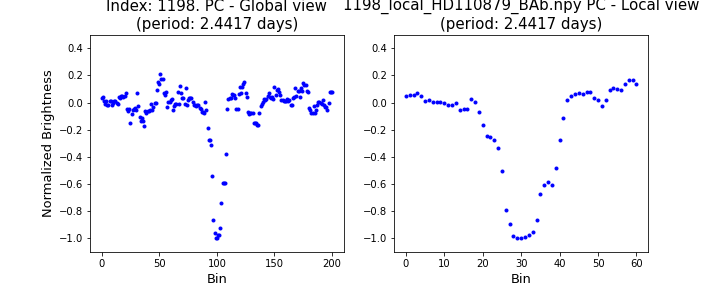 Index: 1198. PC - Global view
(period: 2.4417 days)
1198_local_HD110879_BAb.npy PC - Local view
(period: 2.4417 days)
Normalized Brightness
0.4
0.2
0.0
−0.2
−0.4
−0.6
−0.8
−1.0
0 50 100 150 200
Bin
0.4
0.2
0.0
−0.2
−0.4
−0.6
−0.8
−1.0
0 10 20 30 40 50 60
Bin